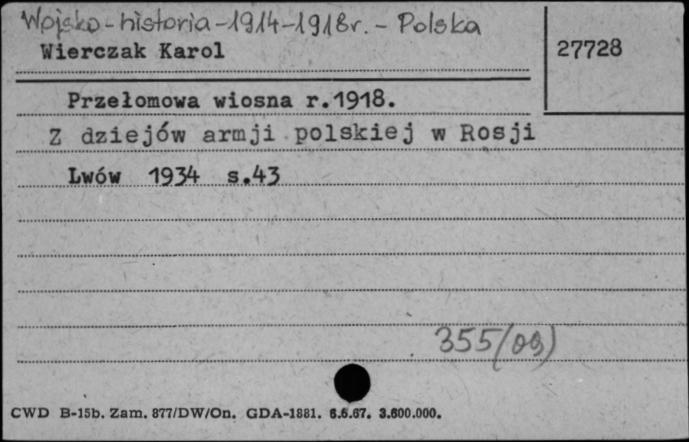 Wojsko - historia - 1914-1918r. - Polska
Wierczak Karol
27728
Przełomowa wiosna r.1918.
Z dziejów armji polskiej w Rosji
Lwów 1934 s.43
355(09)
CWD B-15b. Zam. 877/DW/On. GDA-1881. 6.6.67. 3.600.000.